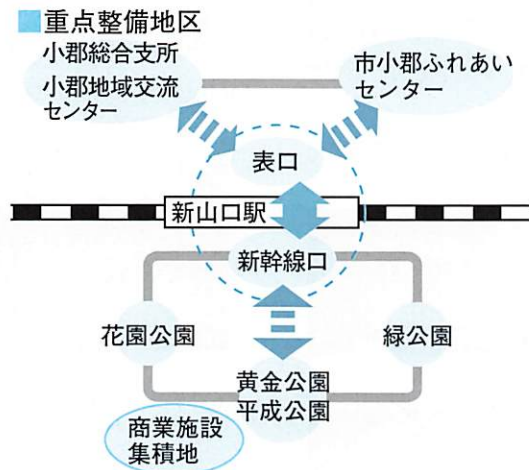 重点整備地区
小郡総合支所
小郡地域交流
センター
市小郡ふれあい
センター
表口
新山口駅
新幹線口
花園公園
緑公園
黄金公園
平成公園
商業施設
集積地